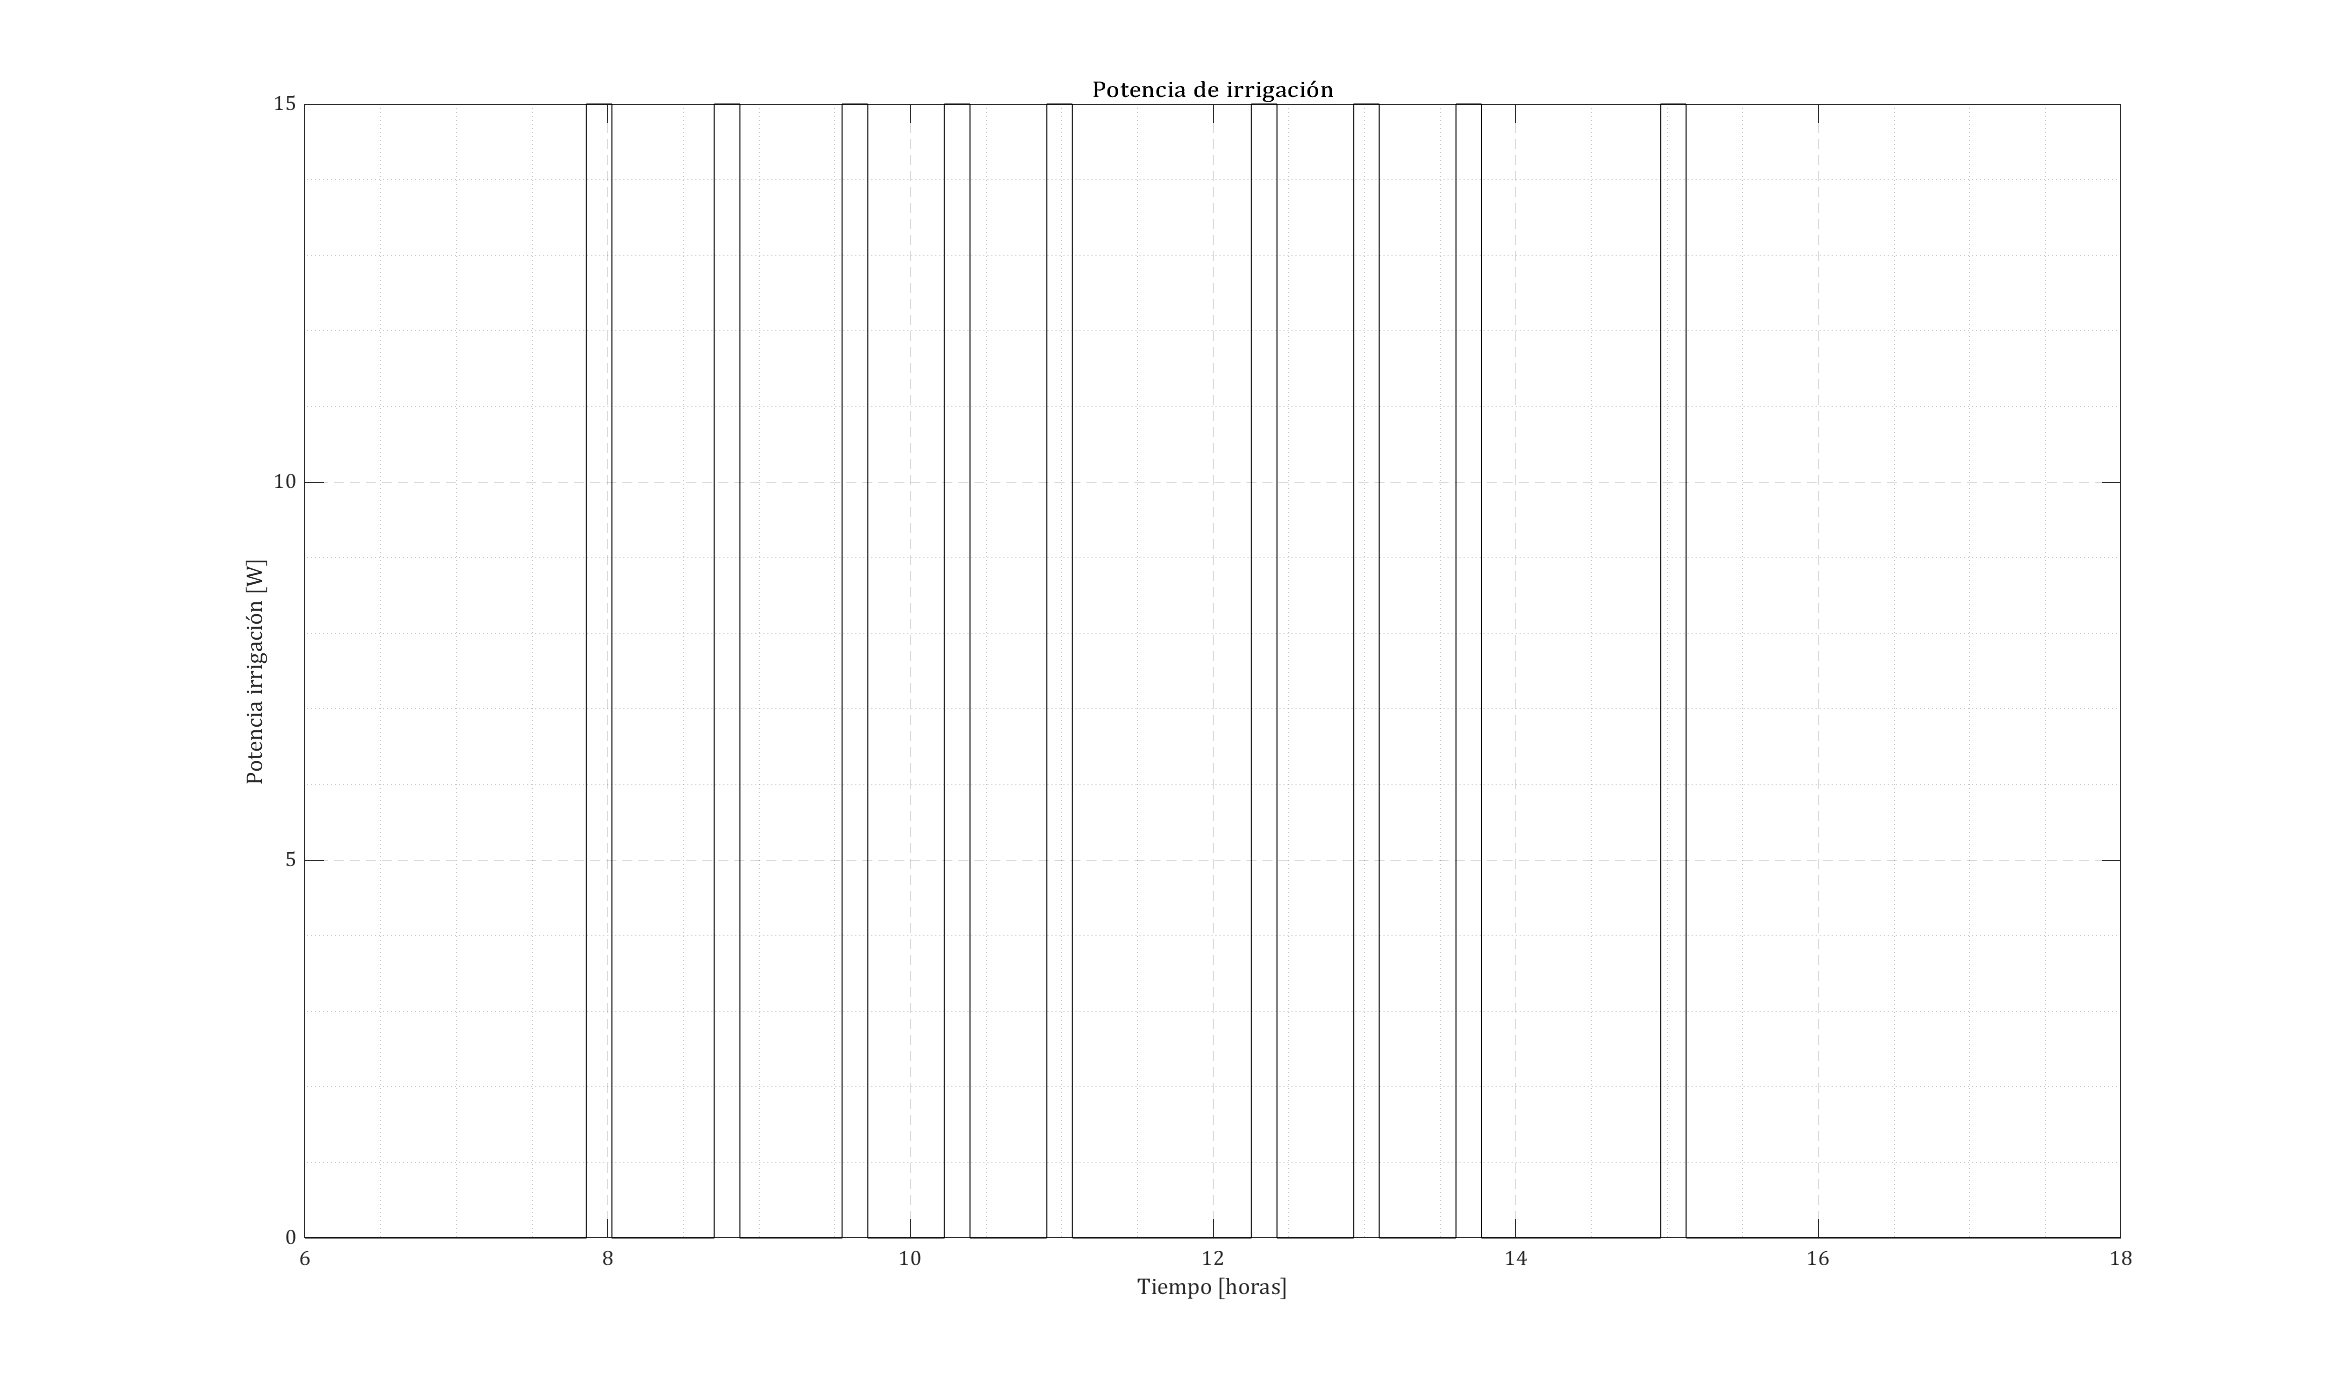 Potencia de irrigación
15
10
5
0
Potencia irrigación [W]
6 8 10 12 14 16 18
Tiempo [horas]